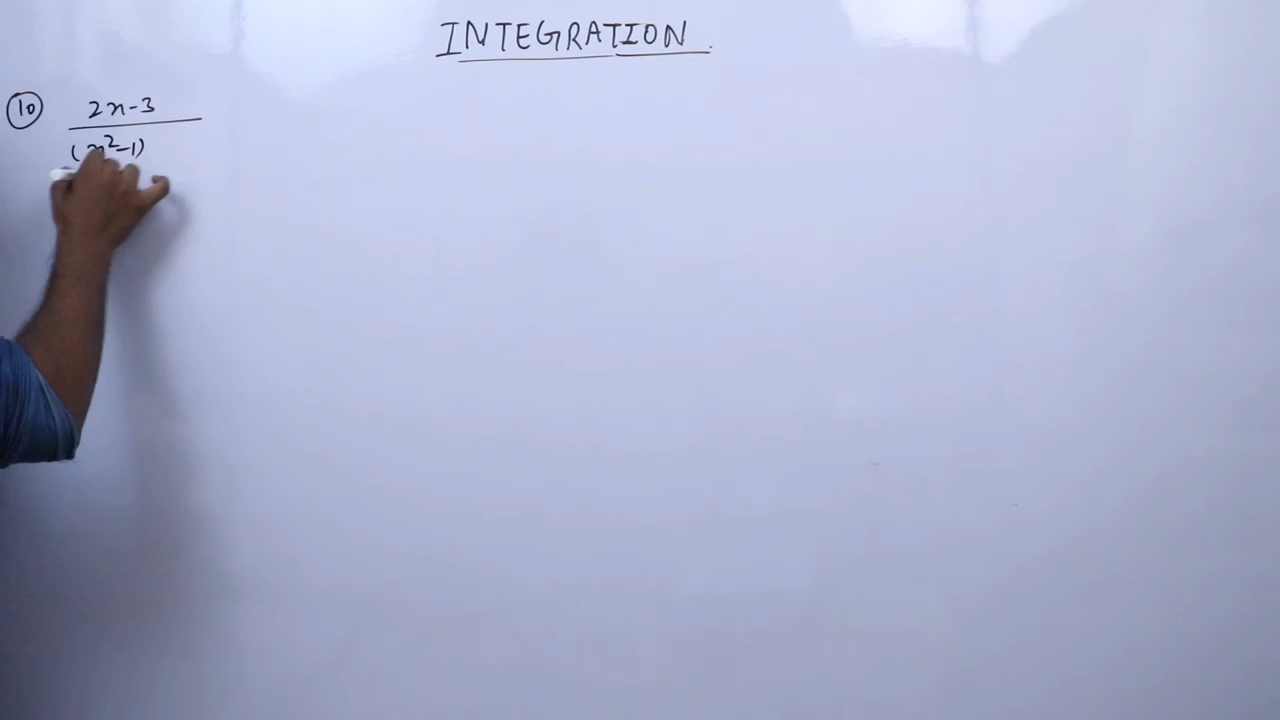 INTEGRATION.
10 2x-3
(x²-1)